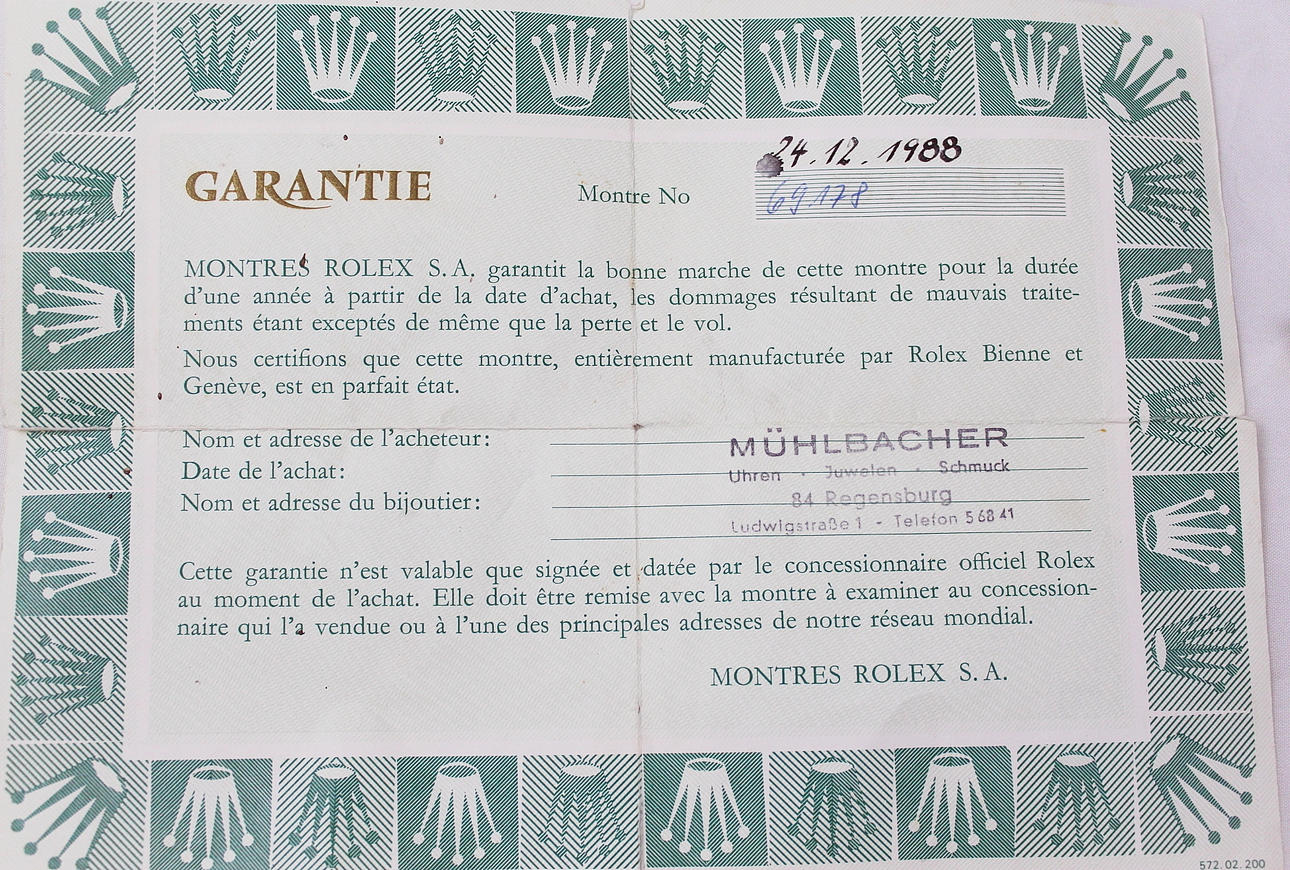 24.12.1988
GARANTIE
Montre No
69178
MONTRES ROLEX S.A. garantit la bonne marche de cette montre pour la durée
d'une année à partir de la date d'achat, les dommages résultant de mauvais traite-
ments étant exceptés de même que la perte et le vol.
Nous certifions que cette montre, entièrement manufacturée par Rolex Bienne et
Genève, est en parfait état.
Nom et adresse de l'acheteur:
Date de l'achat:
Nom et adresse du bijoutier:
MÜHLBACHER
Uhren · Juwelen · Schmuck
84 Regensburg
Ludwigstraße 1 - Telefon 5 68 41
Cette garantie n'est valable que signée et datée par le concessionnaire officiel Rolex
au moment de l'achat. Elle doit être remise avec la montre à examiner au concession-
naire qui l'a vendue ou à l'une des principales adresses de notre réseau mondial.
MONTRES ROLEX S.A.
572.02.200